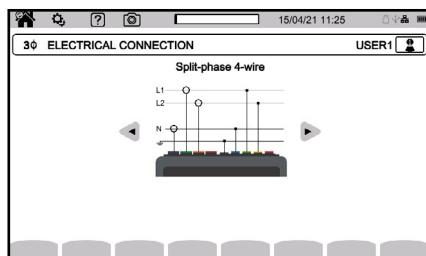 ?
15/04/21 11:25
3ϕ ELECTRICAL CONNECTION
USER1
Split-phase 4-wire
L1
L2
N